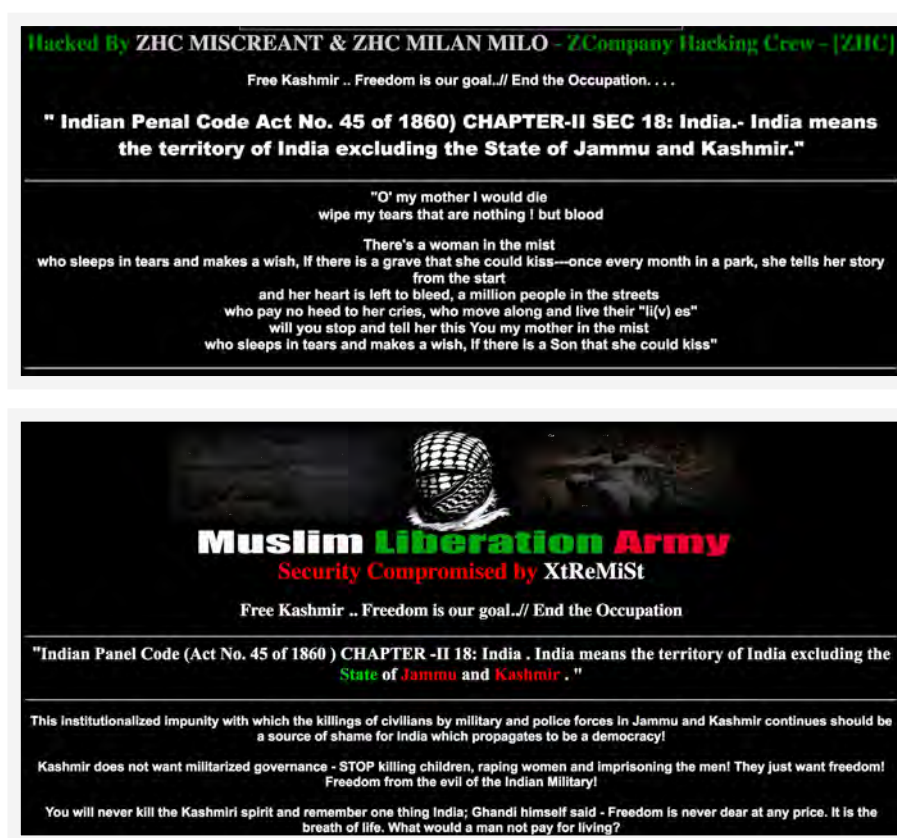 Hacked By ZHC MISCREANT & ZHC MILAN MILO - ZCompany Hacking Crew - [ZHC]
Free Kashmir .. Freedom is our goal..// End the Occupation. . . .
" Indian Penal Code Act No. 45 of 1860) CHAPTER-II SEC 18: India.- India means
the territory of India excluding the State of Jammu and Kashmir."
"O' my mother I would die
wipe my tears that are nothing ! but blood
There's a woman in the mist
who sleeps in tears and makes a wish, If there is a grave that she could kiss---once every month in a park, she tells her story
from the start
and her heart is left to bleed, a million people in the streets
who pay no heed to her cries, who move along and live their "li(v) es"
will you stop and tell her this You my mother in the mist
who sleeps in tears and makes a wish, If there is a Son that she could kiss"
Muslim Liberation Army
Security Compromised by XtReMiSt
Free Kashmir .. Freedom is our goal..// End the Occupation
"Indian Panel Code (Act No. 45 of 1860 ) CHAPTER -II 18: India . India means the territory of India excluding the
State of Jammu and Kashmir . "
This institutionalized impunity with which the killings of civilians by military and police forces in Jammu and Kashmir continues should be
a source of shame for India which propagates to be a democracy!
Kashmir does not want militarized governance - STOP killing children, raping women and imprisoning the men! They just want freedom!
Freedom from the evil of the Indian Military!
You will never kill the Kashmiri spirit and remember one thing India; Ghandi himself said - Freedom is never dear at any price. It is the
breath of life. What would a man not pay for living?